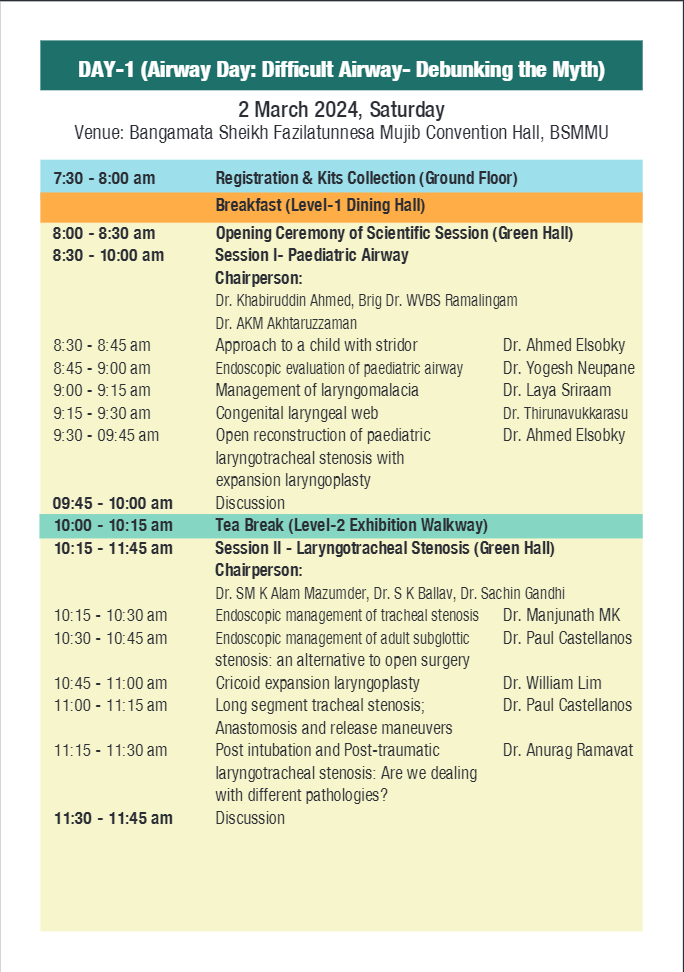 DAY-1 (Airway Day: Difficult Airway- Debunking the Myth)
2 March 2024, Saturday
Venue: Bangamata Sheikh Fazilatunnesa Mujib Convention Hall, BSMMU
7:30 - 8:00 am Registration & Kits Collection (Ground Floor)
Breakfast (Level-1 Dining Hall)
8:00 - 8:30 am Opening Ceremony of Scientific Session (Green Hall)
8:30 - 10:00 am Session I- Paediatric Airway
Chairperson:
Dr. Khabiruddin Ahmed, Brig Dr. WVBS Ramalingam
Dr. AKM Akhtaruzzaman
8:30 - 8:45 am Approach to a child with stridor Dr. Ahmed Elsobky
8:45 - 9:00 am Endoscopic evaluation of paediatric airway Dr. Yogesh Neupane
9:00 - 9:15 am Management of laryngomalacia Dr. Laya Sriraam
9:15 - 9:30 am Congenital laryngeal web Dr. Thirunavukkarasu
9:30 - 09:45 am Open reconstruction of paediatric Dr. Ahmed Elsobky
laryngotracheal stenosis with
expansion laryngoplasty
09:45 - 10:00 am Discussion
10:00 - 10:15 am Tea Break (Level-2 Exhibition Walkway)
10:15 - 11:45 am Session II - Laryngotracheal Stenosis (Green Hall)
Chairperson:
Dr. SM K Alam Mazumder, Dr. S K Ballav, Dr. Sachin Gandhi
10:15 - 10:30 am Endoscopic management of tracheal stenosis Dr. Manjunath MK
10:30 - 10:45 am Endoscopic management of adult subglottic Dr. Paul Castellanos
stenosis: an alternative to open surgery
10:45 - 11:00 am Cricoid expansion laryngoplasty Dr. William Lim
11:00 - 11:15 am Long segment tracheal stenosis; Dr. Paul Castellanos
Anastomosis and release maneuvers
11:15 - 11:30 am Post intubation and Post-traumatic Dr. Anurag Ramavat
laryngotracheal stenosis: Are we dealing
with different pathologies?
11:30 - 11:45 am Discussion